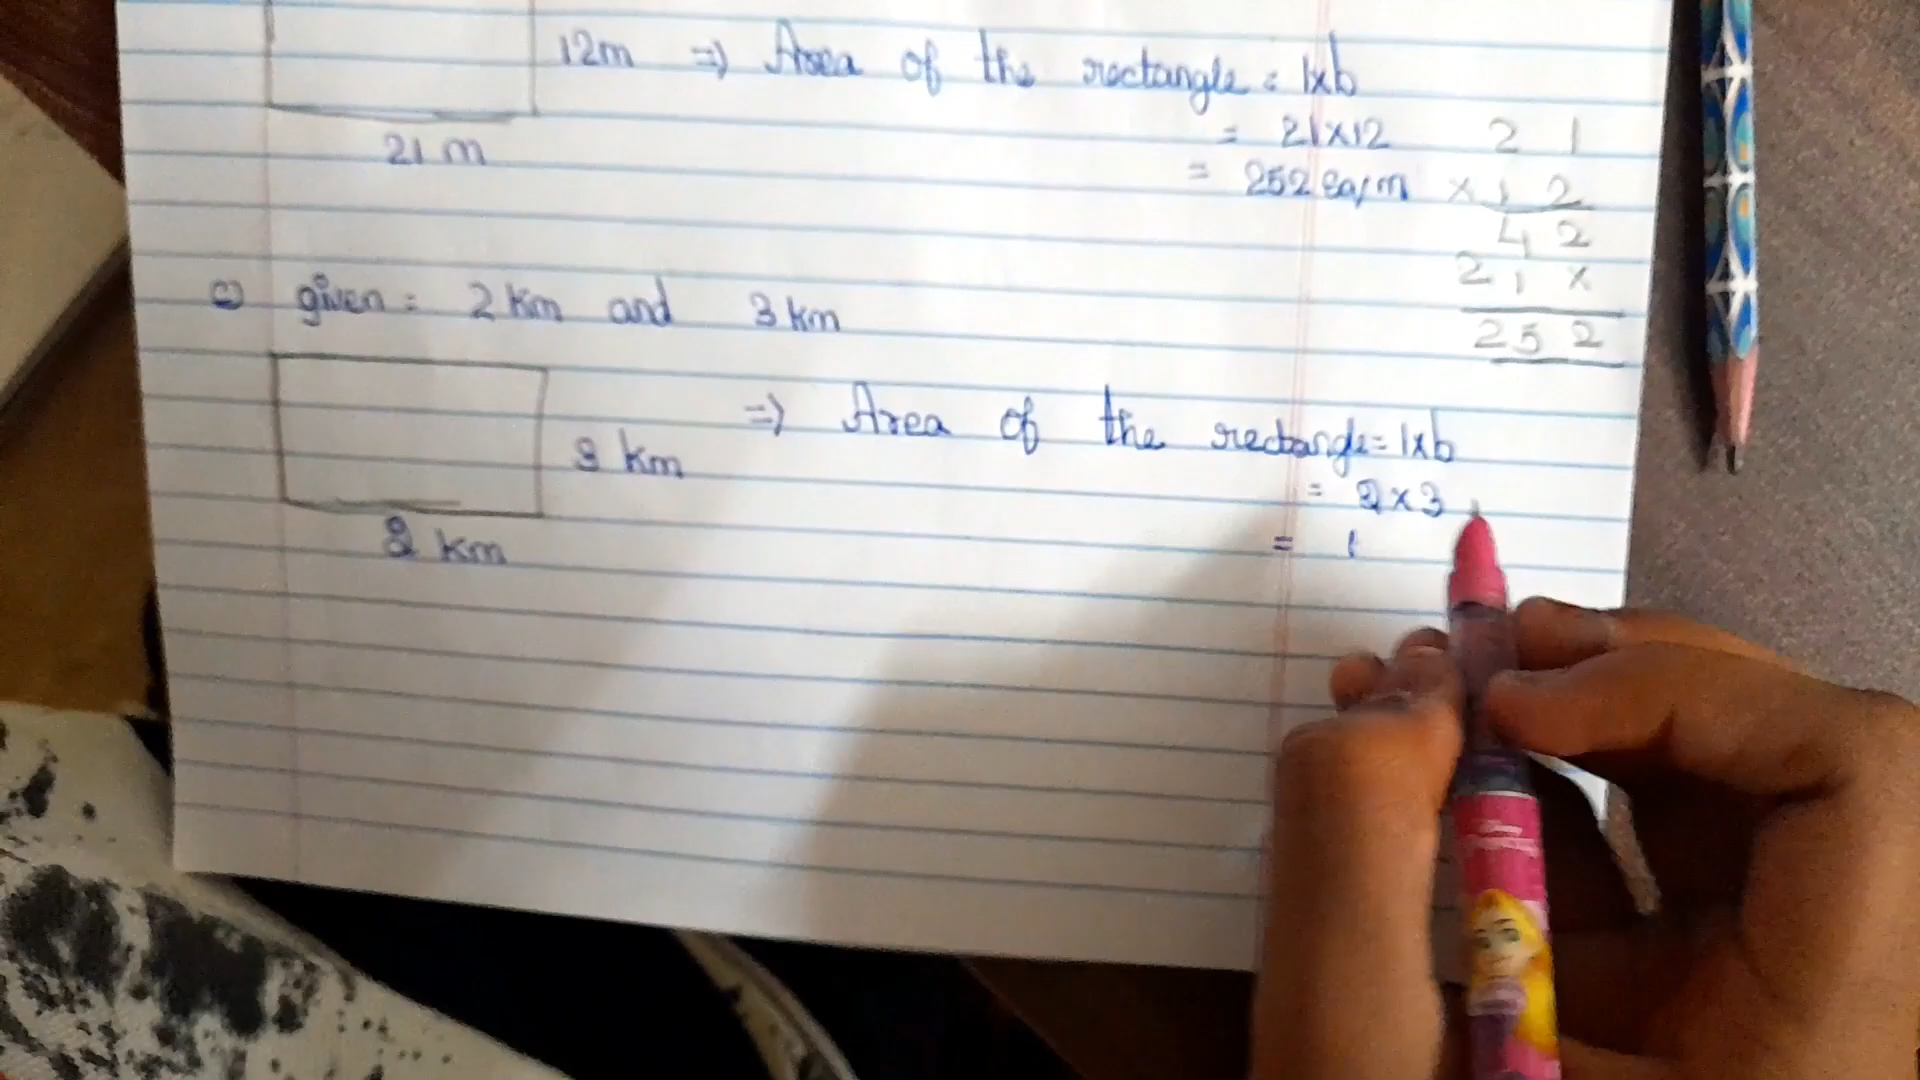 12m => Area of the rectangle = l×b
21 m
= 21×12
= 252 sq/m
2 1
× 1 2
4 2
2 1 ×
2 5 2
c) given = 2 km and 3 km
=> Area of the rectangle = l×b
3 km
= 2×3
2 km
=